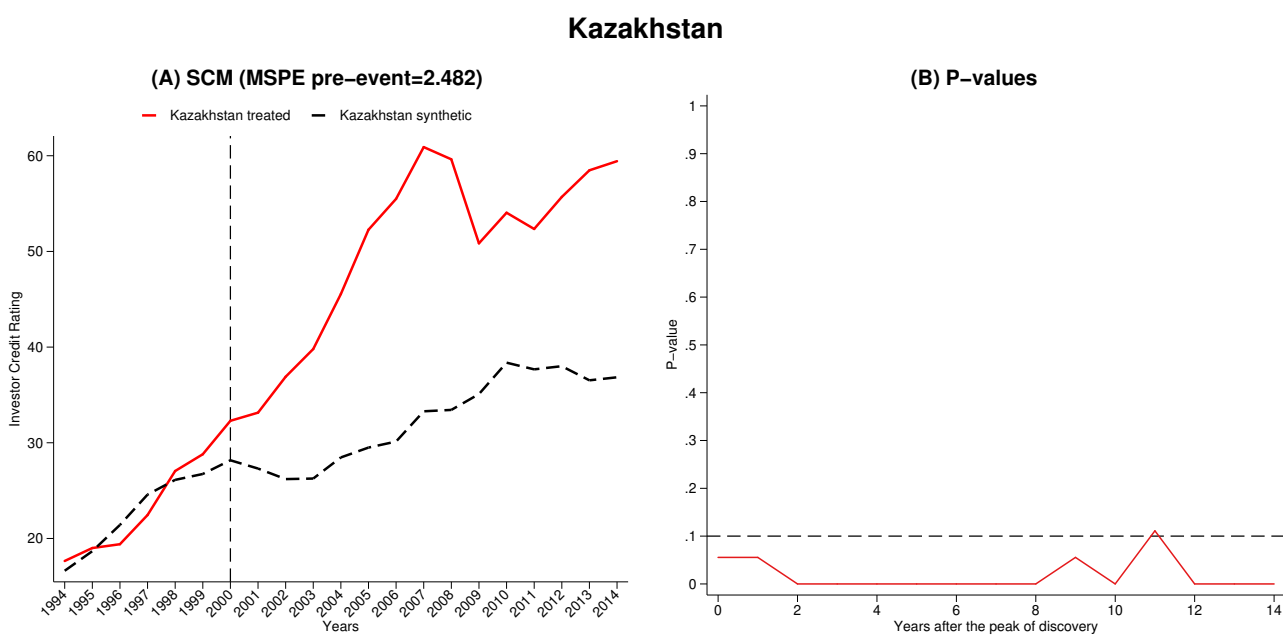 Kazakhstan
(A) SCM (MSPE pre−event=2.482)
Kazakhstan treated
Kazakhstan synthetic
Investor Credit Rating
60
50
40
30
20
1994 1995 1996 1997 1998 1999 2000 2001 2002 2003 2004 2005 2006 2007 2008 2009 2010 2011 2012 2013 2014
Years
(B) P−values
P−value
1
.9
.8
.7
.6
.5
.4
.3
.2
.1
0
0 2 4 6 8 10 12 14
Years after the peak of discovery